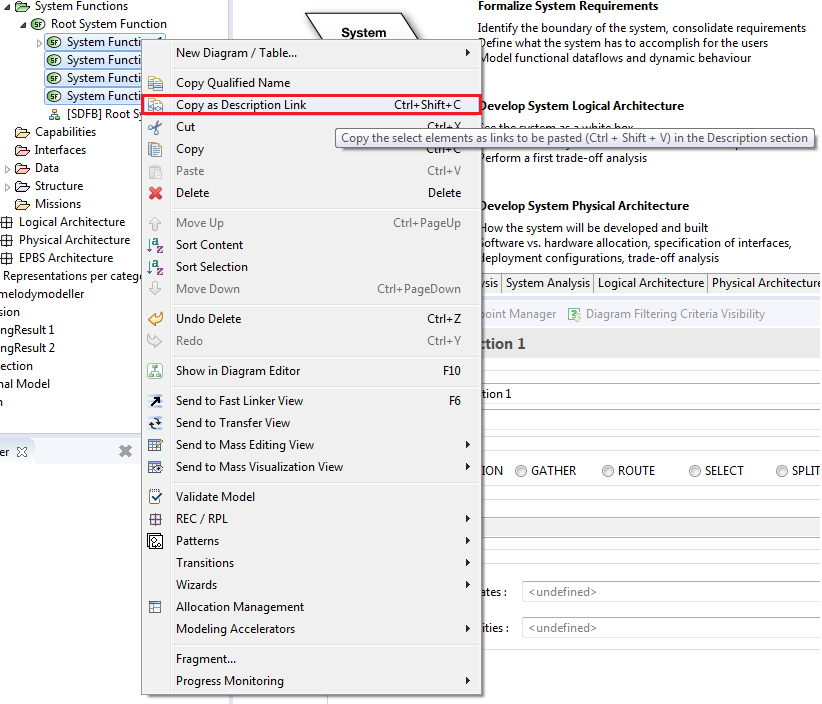 System Functions
Root System Function
System Functi
System Functi
System Functi
System Functi
[SDFB] Root Sy
Capabilities
Interfaces
Data
Structure
Missions
Logical Architecture
Physical Architecture
EPBS Architecture
Representations per categ
melodymodeller
sion
ngResult 1
ngResult 2
ection
nal Model
er
New Diagram / Table...
Copy Qualified Name
Copy as Description Link Ctrl+Shift+C
Cut Ctrl+X
Copy Ctrl+C
Paste Ctrl+V
Delete Delete
Move Up Ctrl+PageUp
Sort Content
Sort Selection
Move Down Ctrl+PageDown
Undo Delete Ctrl+Z
Redo Ctrl+Y
Show in Diagram Editor F10
Send to Fast Linker View F6
Send to Transfer View
Send to Mass Editing View
Send to Mass Visualization View
Validate Model
REC / RPL
Patterns
Transitions
Wizards
Allocation Management
Modeling Accelerators
Fragment...
Progress Monitoring
Copy the select elements as links to be pasted (Ctrl + Shift + V) in the Description section
System
Formalize System Requirements
Identify the boundary of the system, consolidate requirements
Define what the system has to accomplish for the users
Model functional dataflows and dynamic behaviour
Develop System Logical Architecture
See the system as a white box
Perform a first trade-off analysis
Develop System Physical Architecture
How the system will be developed and built
Software vs. hardware allocation, specification of interfaces,
deployment configurations, trade-off analysis
ysis System Analysis Logical Architecture Physical Architecture
point Manager Diagram Filtering Criteria Visibility
ction 1
tion 1
ION GATHER ROUTE SELECT SPLIT
ates : <undefined>
ities : <undefined>